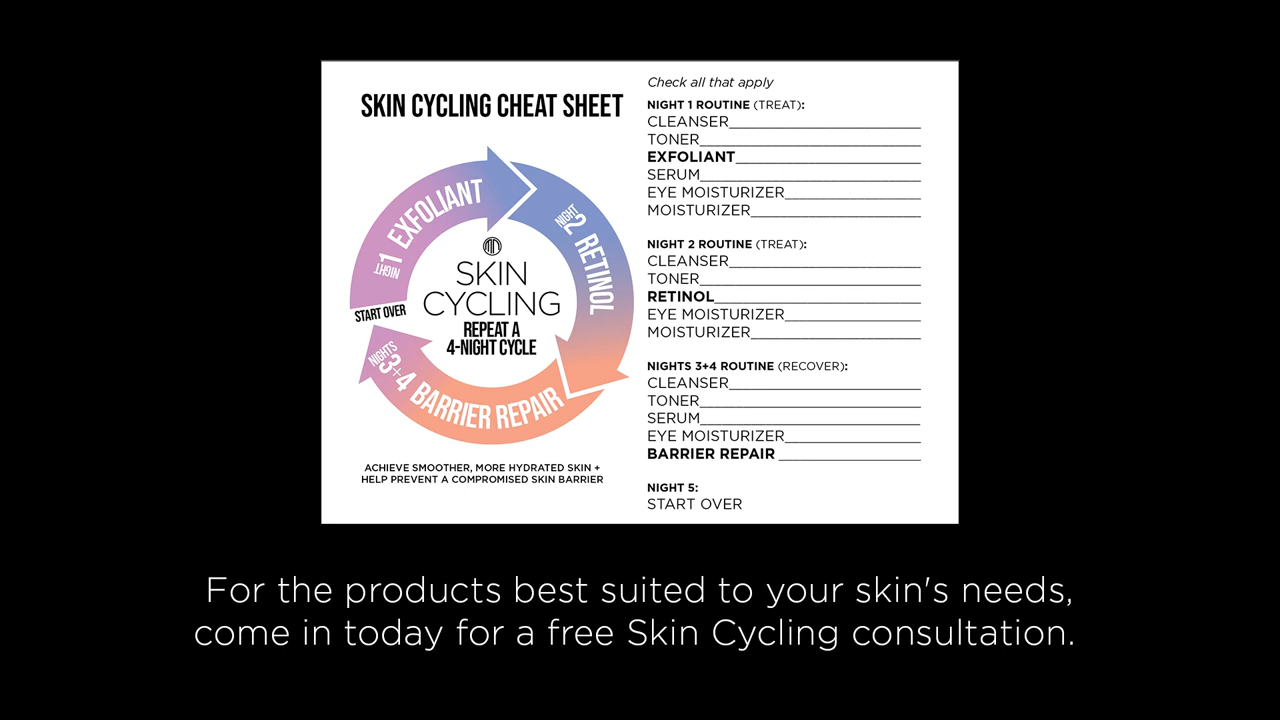 SKIN CYCLING CHEAT SHEET
NIGHT 1 EXFOLIANT
NIGHT 2 RETINOL
NIGHTS 3+4 BARRIER REPAIR
START OVER
SKIN
CYCLING
REPEAT A
4-NIGHT CYCLE
ACHIEVE SMOOTHER, MORE HYDRATED SKIN +
HELP PREVENT A COMPROMISED SKIN BARRIER
Check all that apply
NIGHT 1 ROUTINE (TREAT):
CLEANSER
TONER
EXFOLIANT
SERUM
EYE MOISTURIZER
MOISTURIZER
NIGHT 2 ROUTINE (TREAT):
CLEANSER
TONER
RETINOL
EYE MOISTURIZER
MOISTURIZER
NIGHTS 3+4 ROUTINE (RECOVER):
CLEANSER
TONER
SERUM
EYE MOISTURIZER
BARRIER REPAIR
NIGHT 5:
START OVER
For the products best suited to your skin's needs,
come in today for a free Skin Cycling consultation.